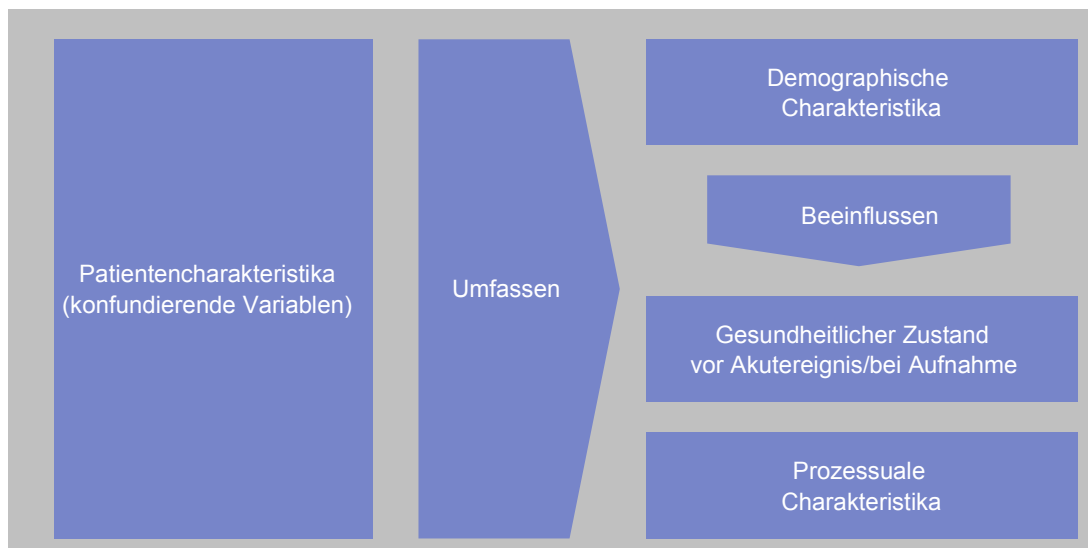 Patientencharakteristika
(konfundierende Variablen)
Umfassen
Demographische
Charakteristika
Beeinflussen
Gesundheitlicher Zustand
vor Akutereignis/bei Aufnahme
Prozessuale
Charakteristika